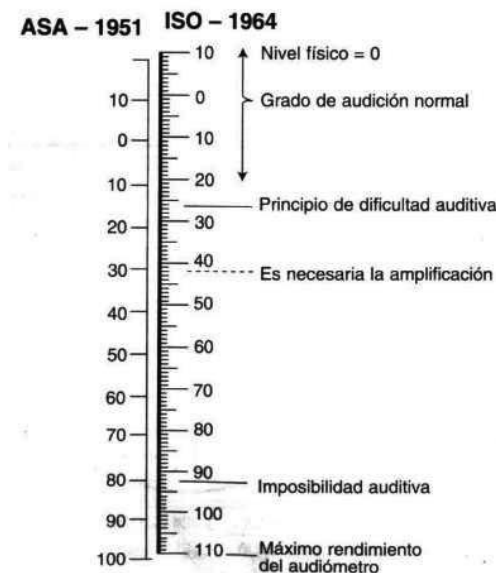 ASA – 1951
ISO – 1964
10
0
10
20
30
40
50
60
70
80
90
100
10
0
10
20
30
40
50
60
70
80
90
100
110
Nivel físico = 0
Grado de audición normal
Principio de dificultad auditiva
Es necesaria la amplificación
Imposibilidad auditiva
Máximo rendimiento
del audiómetro